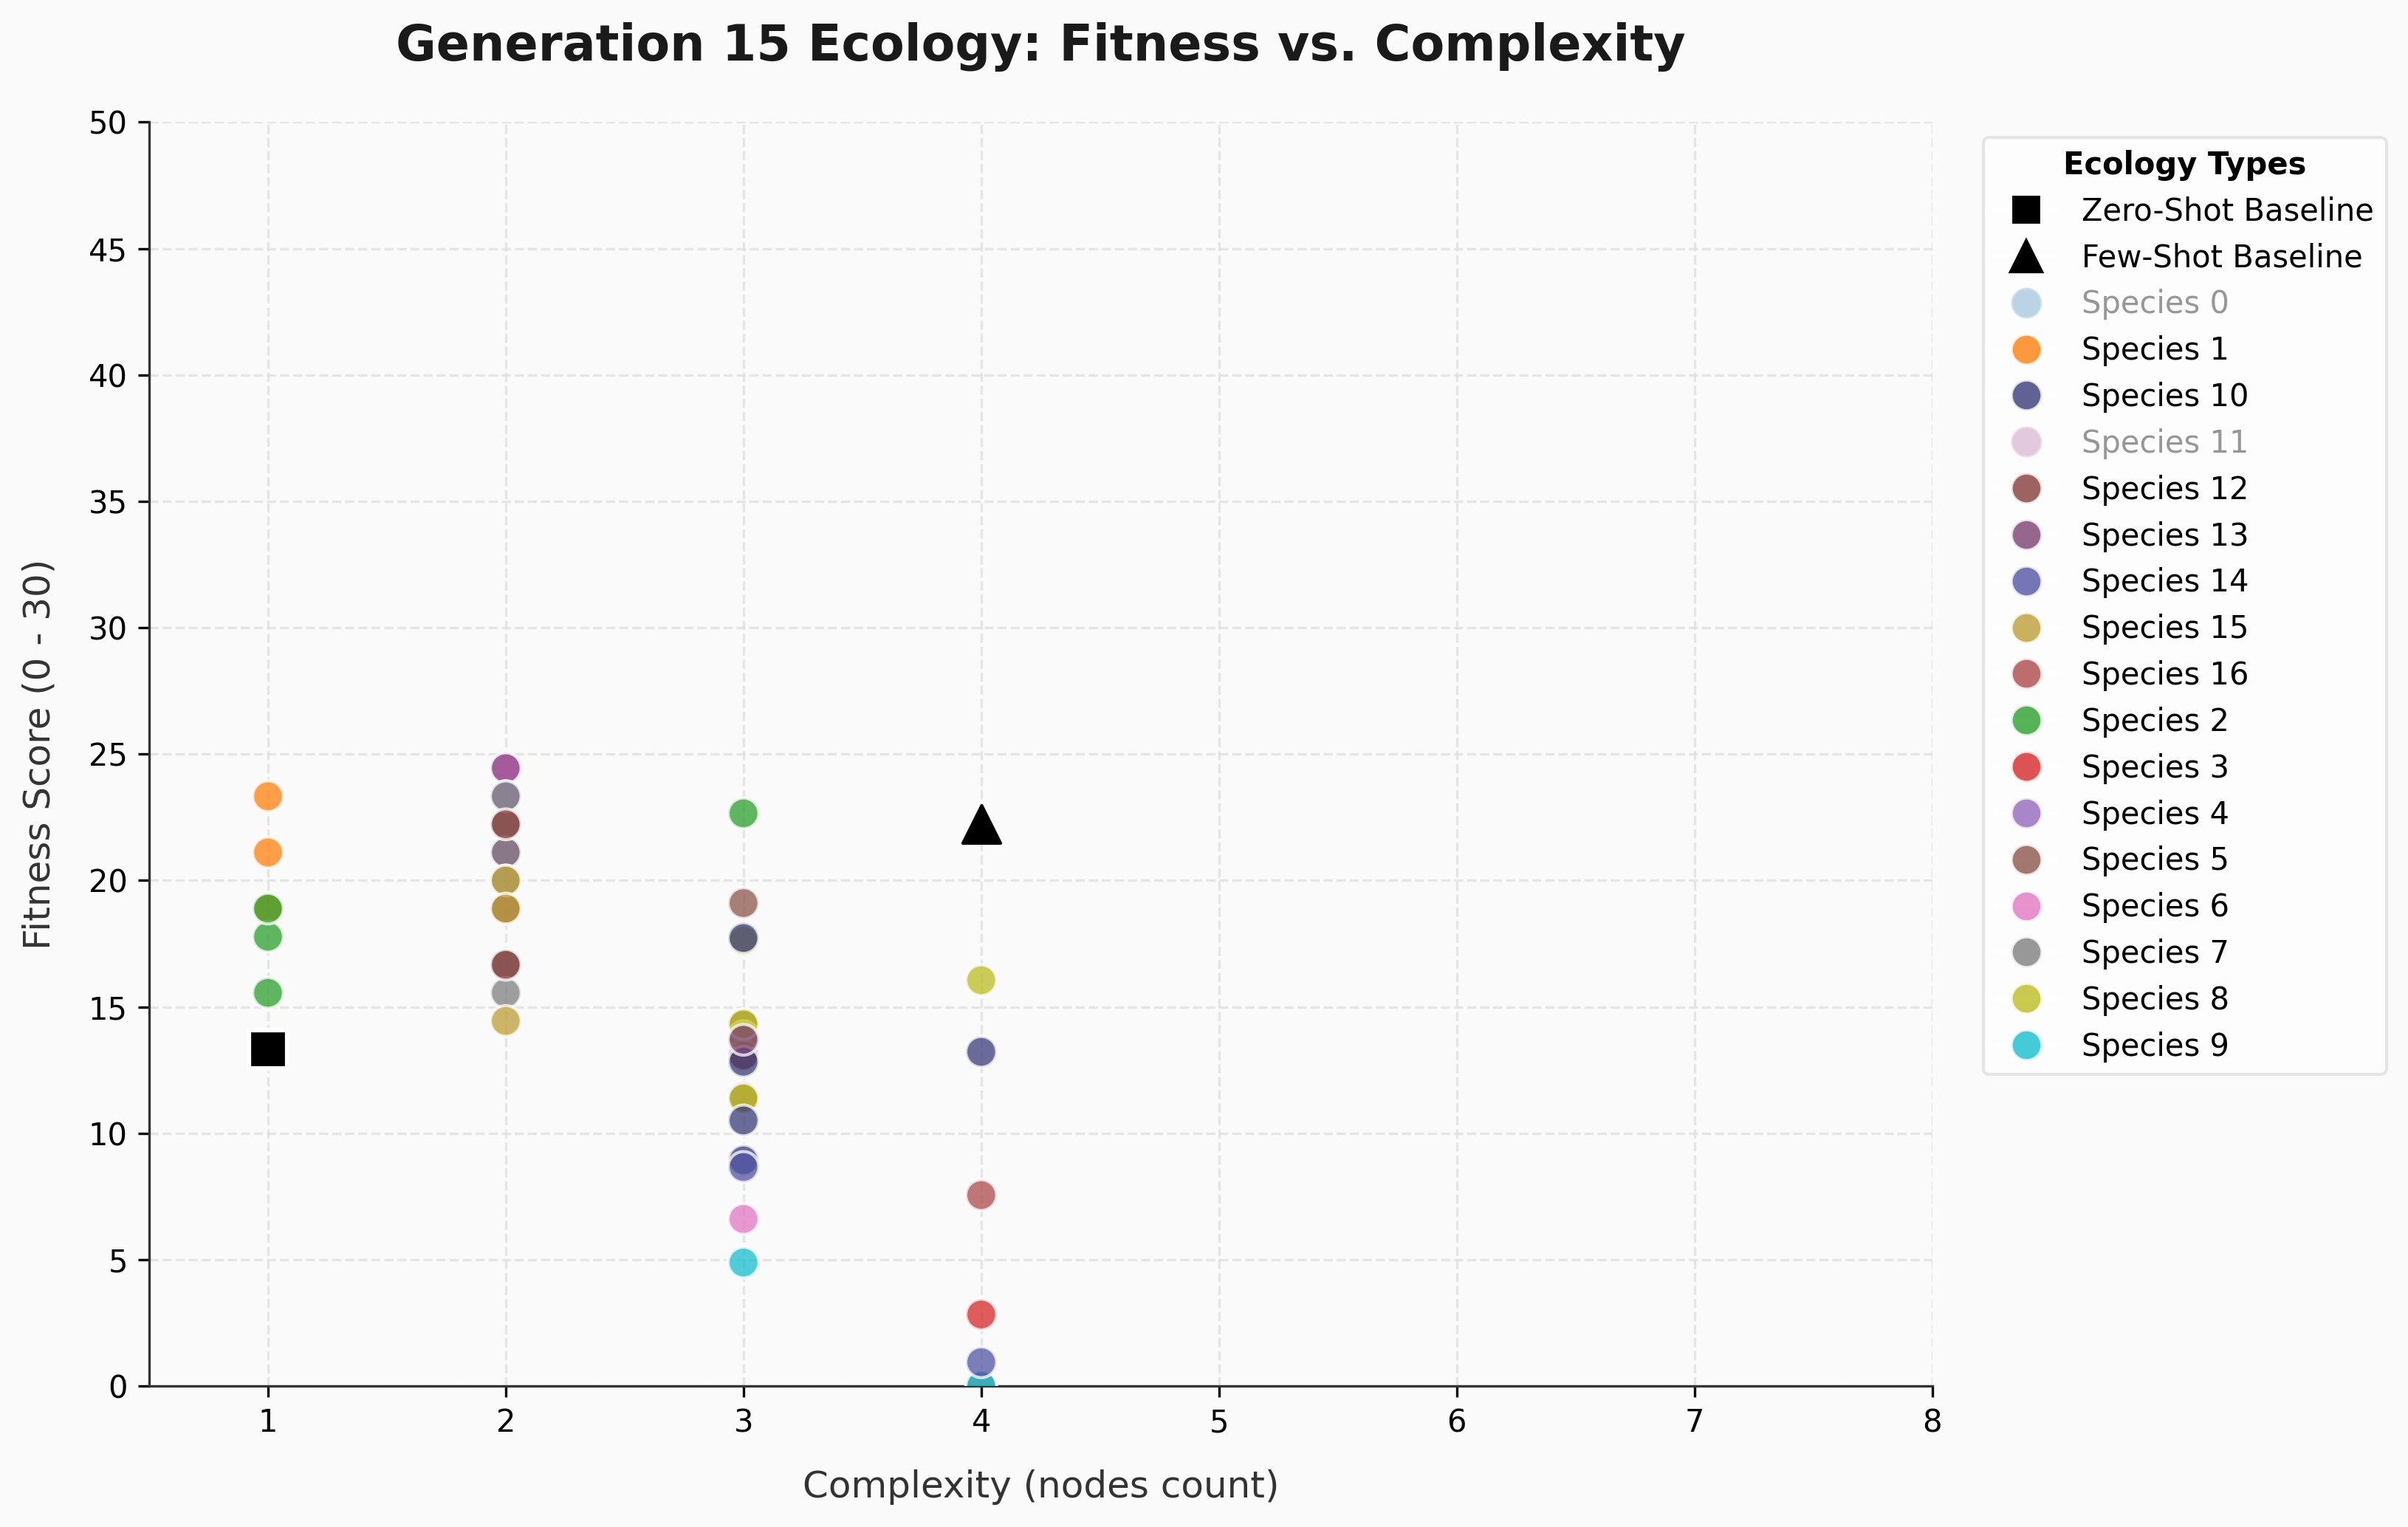 Generation 15 Ecology: Fitness vs. Complexity
50
45
40
35
30
25
20
15
10
5
0
Fitness Score (0 - 30)
1 2 3 4 5 6 7 8
Complexity (nodes count)
Ecology Types
Zero-Shot Baseline
Few-Shot Baseline
Species 0
Species 1
Species 10
Species 11
Species 12
Species 13
Species 14
Species 15
Species 16
Species 2
Species 3
Species 4
Species 5
Species 6
Species 7
Species 8
Species 9